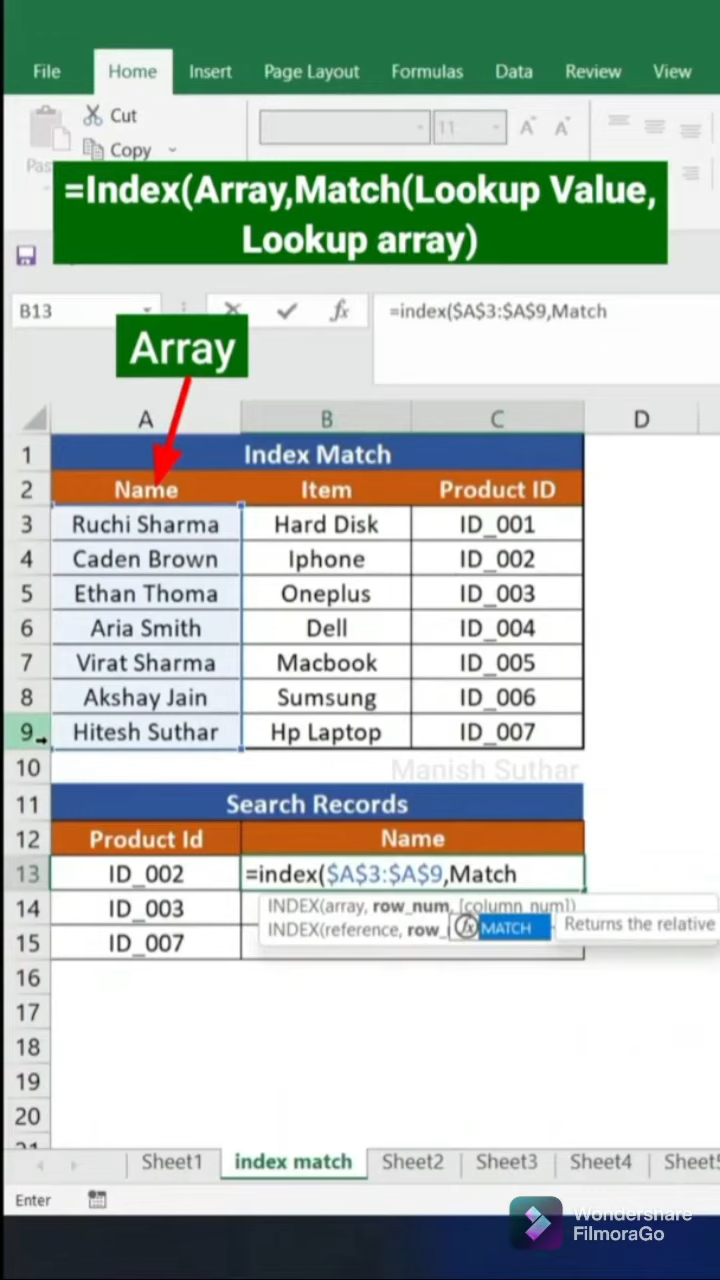 File Home Insert Page Layout Formulas Data Review View
Cut
11 A A
Copy
Pas
=Index(Array,Match(Lookup Value,
Lookup array)
B13 fx =index($A$3:$A$9,Match
Array
A B C D
1 Index Match
2 Name Item Product ID
3 Ruchi Sharma Hard Disk ID_001
4 Caden Brown Iphone ID_002
5 Ethan Thoma Oneplus ID_003
6 Aria Smith Dell ID_004
7 Virat Sharma Macbook ID_005
8 Akshay Jain Sumsung ID_006
9 Hitesh Suthar Hp Laptop ID_007
10 Manish Suthar
11 Search Records
12 Product Id Name
13 ID_002 =index($A$3:$A$9,Match
14 ID_003 INDEX(array, row_num, [column_num])
INDEX(reference, row_ fx MATCH Returns the relative
15 ID_007
16
17
18
19
20
21
Sheet1 index match Sheet2 Sheet3 Sheet4 Sheet5
Enter
Wondershare
FilmoraGo